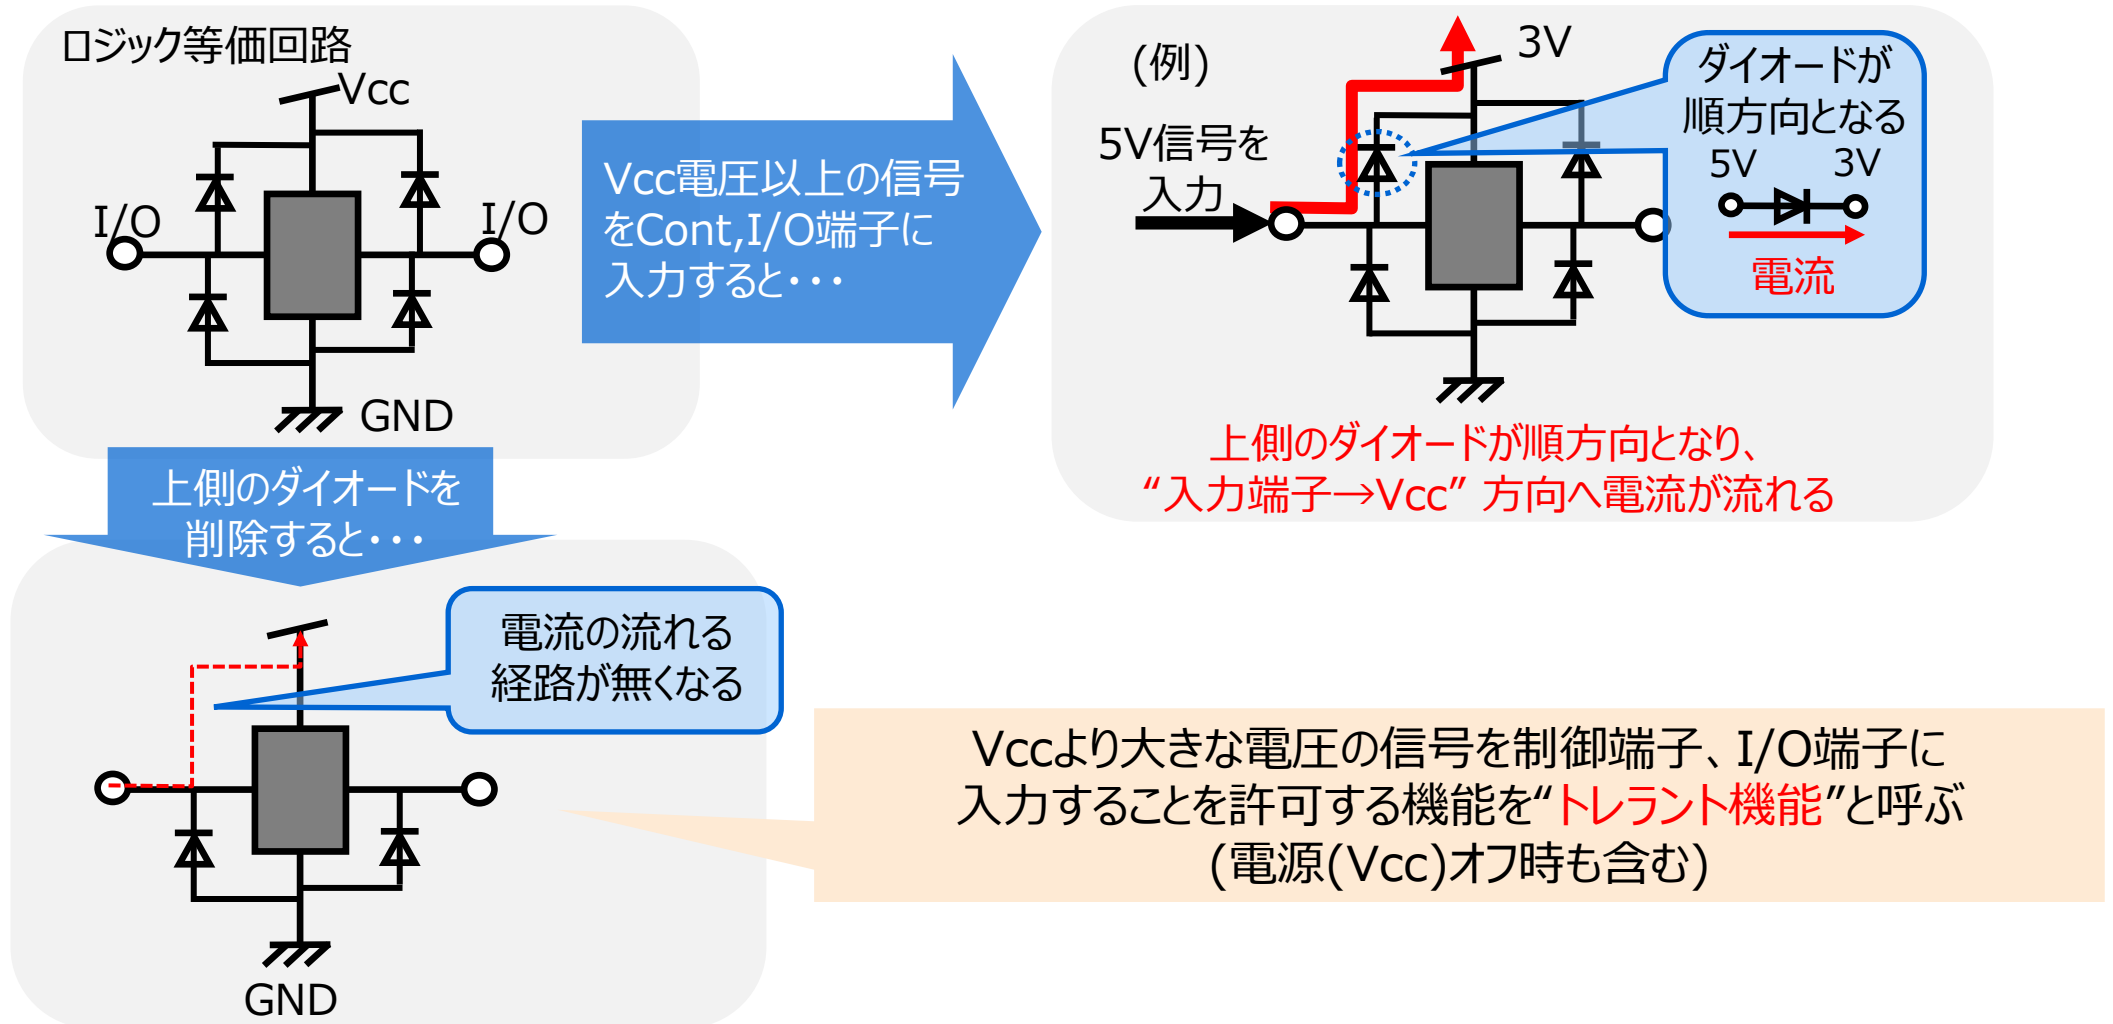 ロジック等価回路
Vcc
I/O
I/O
GND
Vcc電圧以上の信号
をCont,I/O端子に
入力すると・・・
(例)
3V
5V信号を
入力
ダイオードが
順方向となる
5V
3V
電流
上側のダイオードが順方向となり、
“入力端子→Vcc” 方向へ電流が流れる
上側のダイオードを
削除すると・・・
電流の流れる
経路が無くなる
GND
Vccより大きな電圧の信号を制御端子、I/O端子に
入力することを許可する機能を“トレラント機能”と呼ぶ
(電源(Vcc)オフ時も含む)